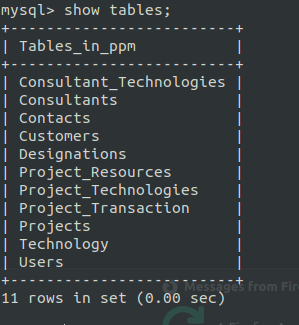 mysql> show tables;
+-------------------------+
| Tables_in_ppm           |
+-------------------------+
| Consultant_Technologies |
| Consultants             |
| Contacts                |
| Customers               |
| Designations            |
| Project_Resources       |
| Project_Technologies    |
| Project_Transaction     |
| Projects                |
| Technology              |
| Users                   |
+-------------------------+
Messages from Fir
11 rows in set (0.00 sec)